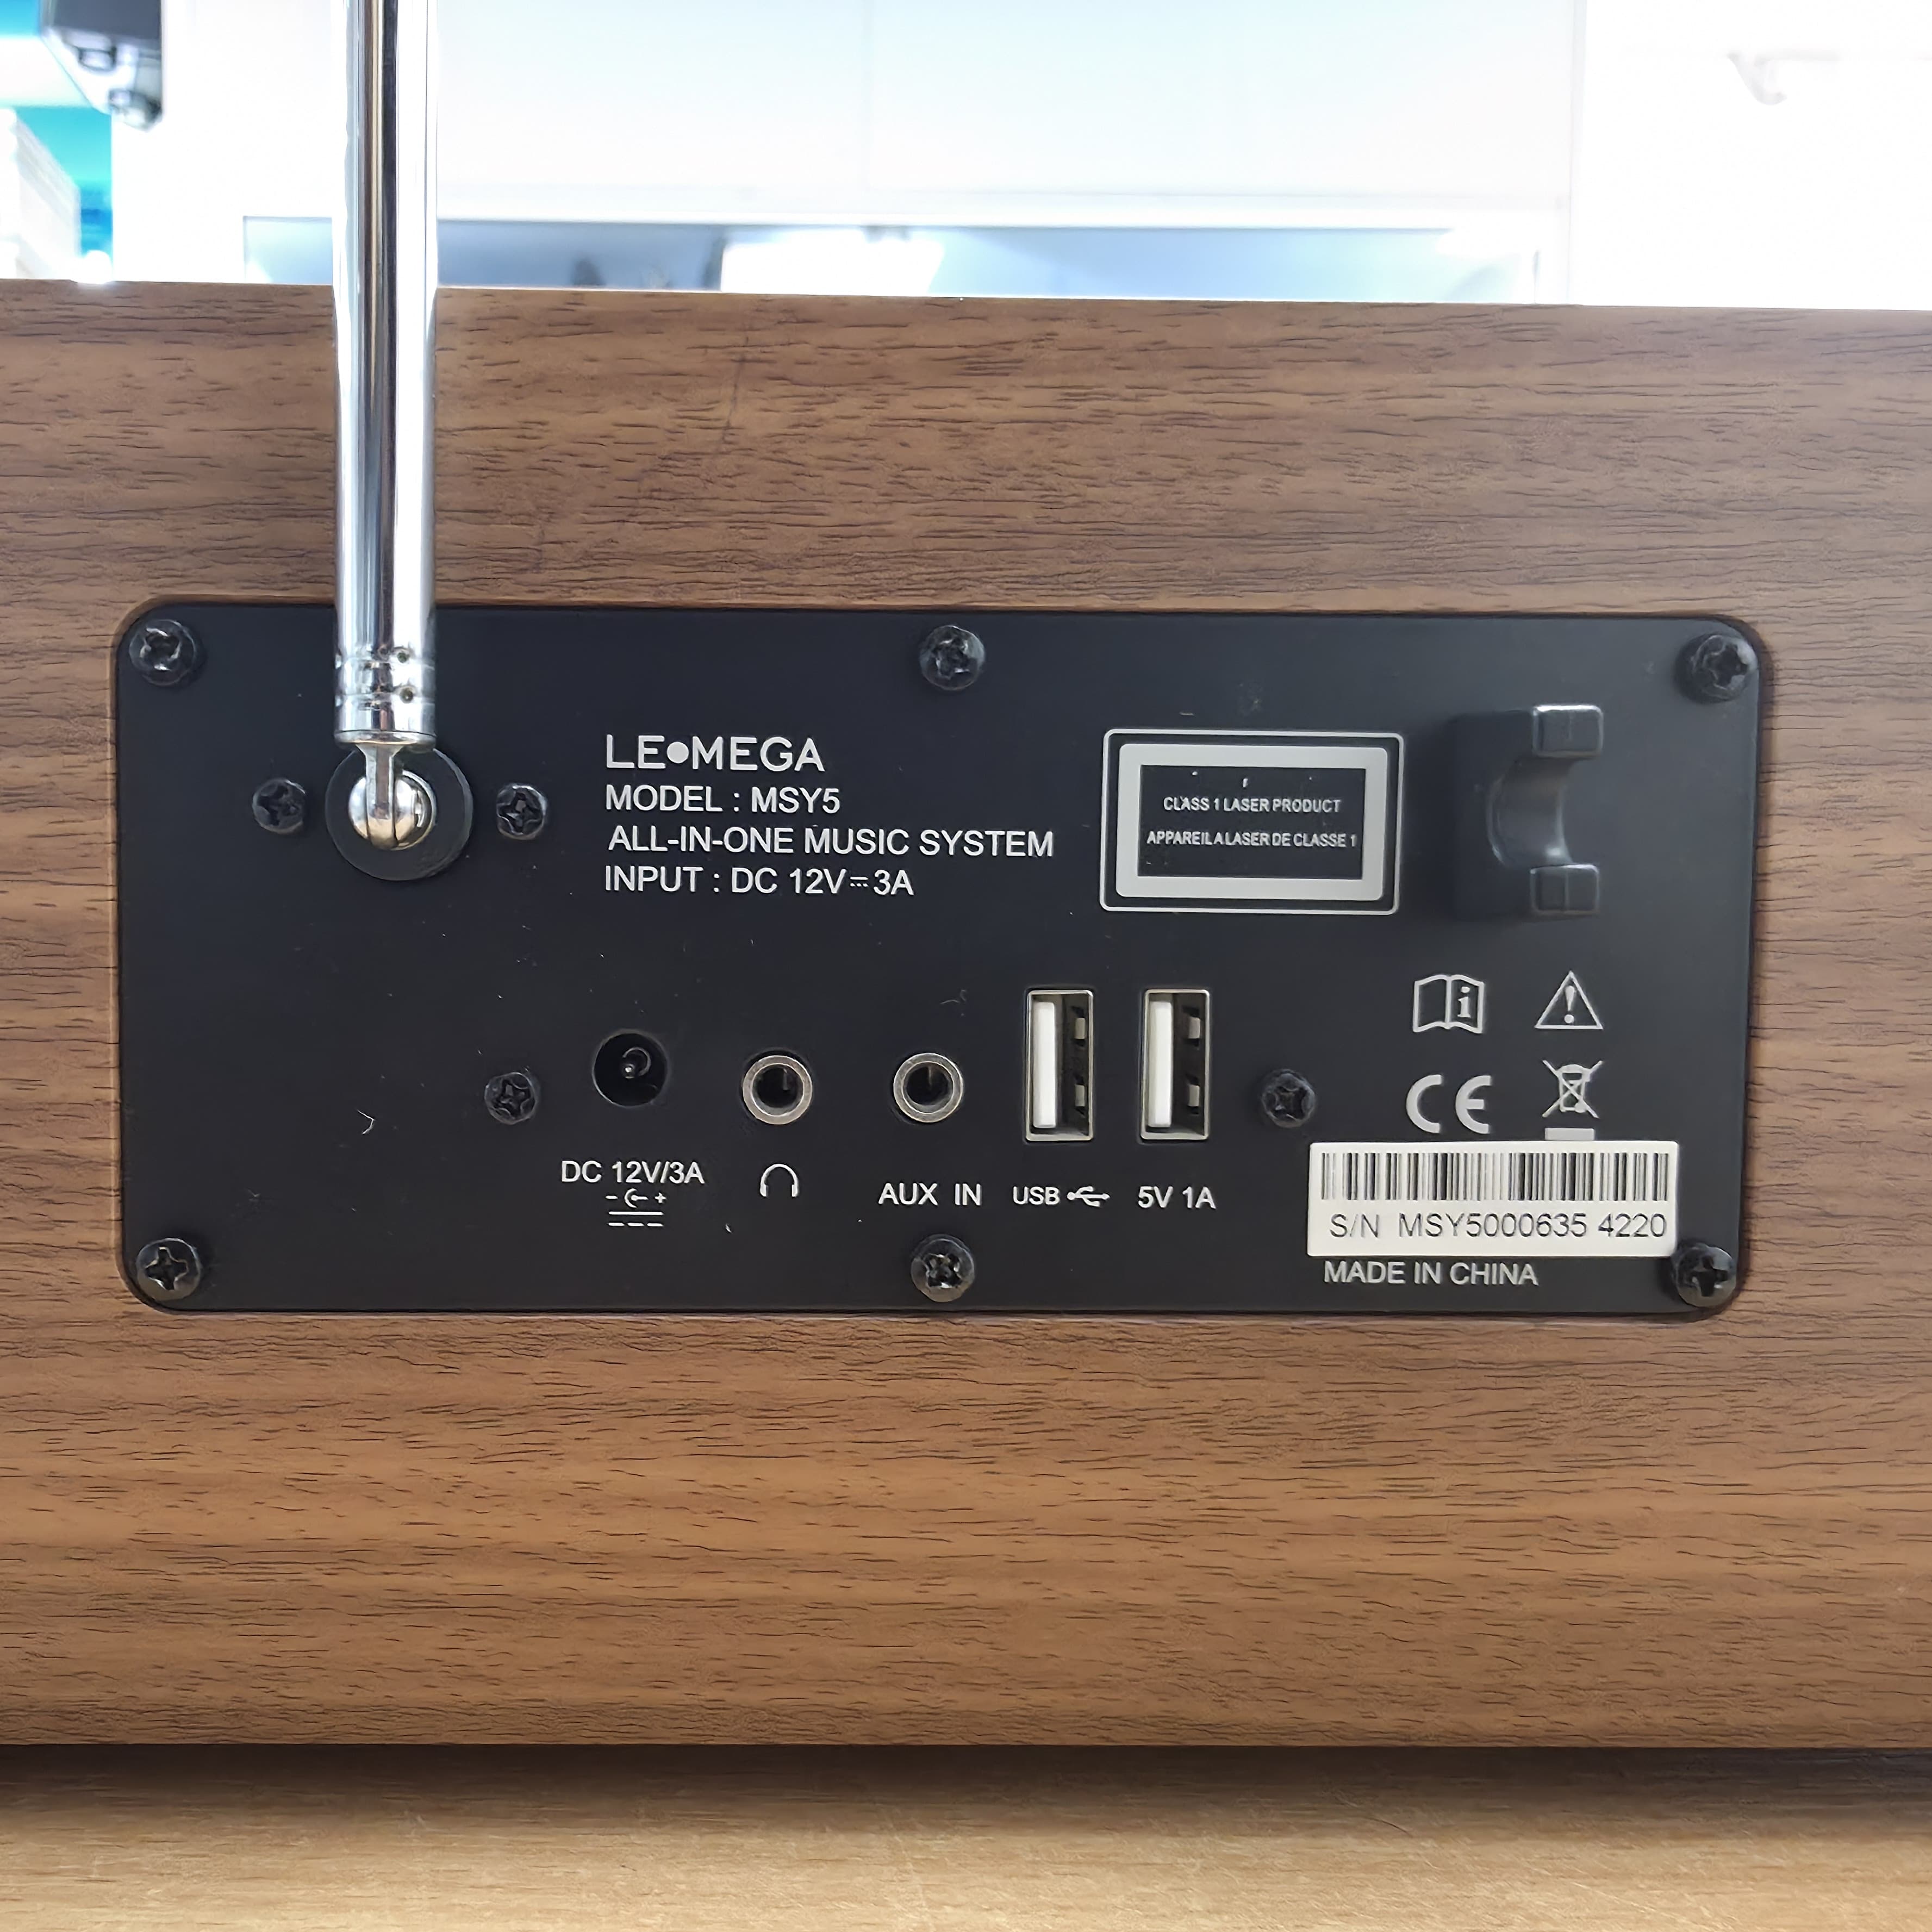 LE●MEGA
MODEL : MSY5
ALL-IN-ONE MUSIC SYSTEM
INPUT : DC 12V⎓3A
CLASS 1 LASER PRODUCT
APPAREIL A LASER DE CLASSE 1
DC 12V/3A
- +
AUX IN
USB
5V 1A
CE
S/N MSY5000635 4220
MADE IN CHINA